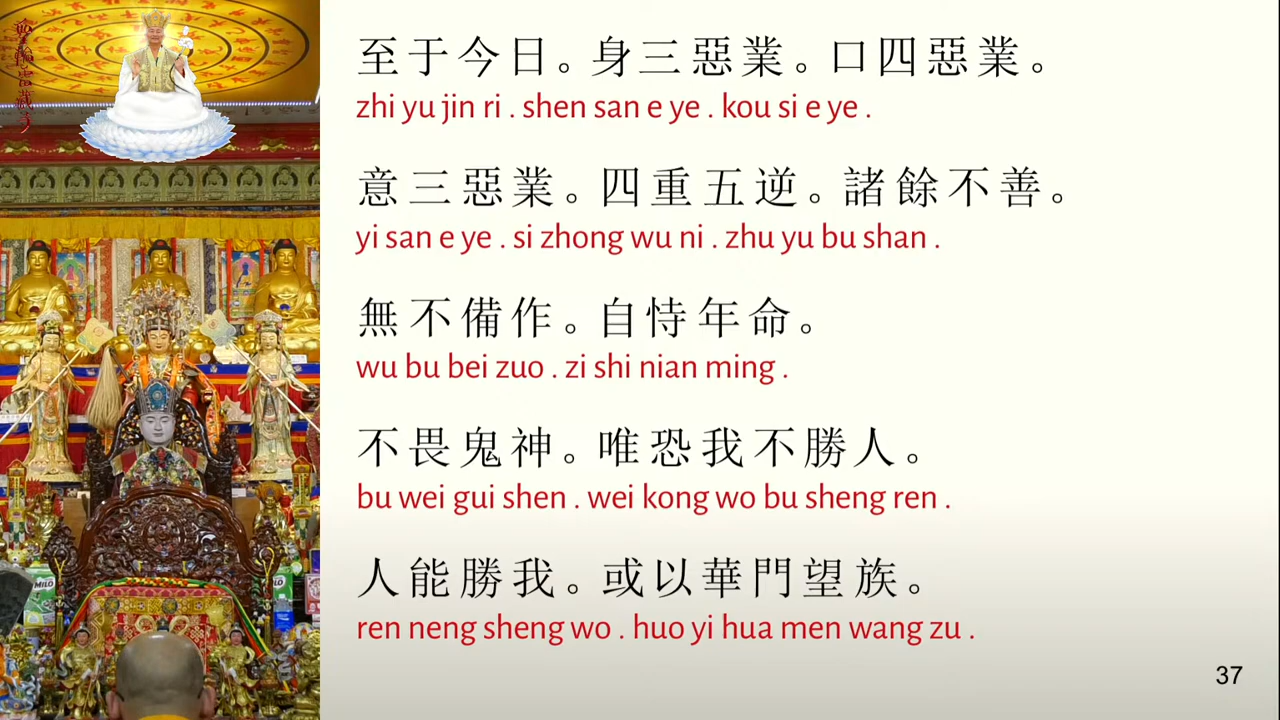 至于今日。身三惡業。口四惡業。
zhi yu jin ri . shen san e ye . kou si e ye .
意三惡業。四重五逆。諸餘不善。
yi san e ye . si zhong wu ni . zhu yu bu shan .
無不備作。自恃年命。
wu bu bei zuo . zi shi nian ming .
不畏鬼神。唯恐我不勝人。
bu wei gui shen . wei kong wo bu sheng ren .
人能勝我。或以華門望族。
ren neng sheng wo . huo yi hua men wang zu .
37
MILO